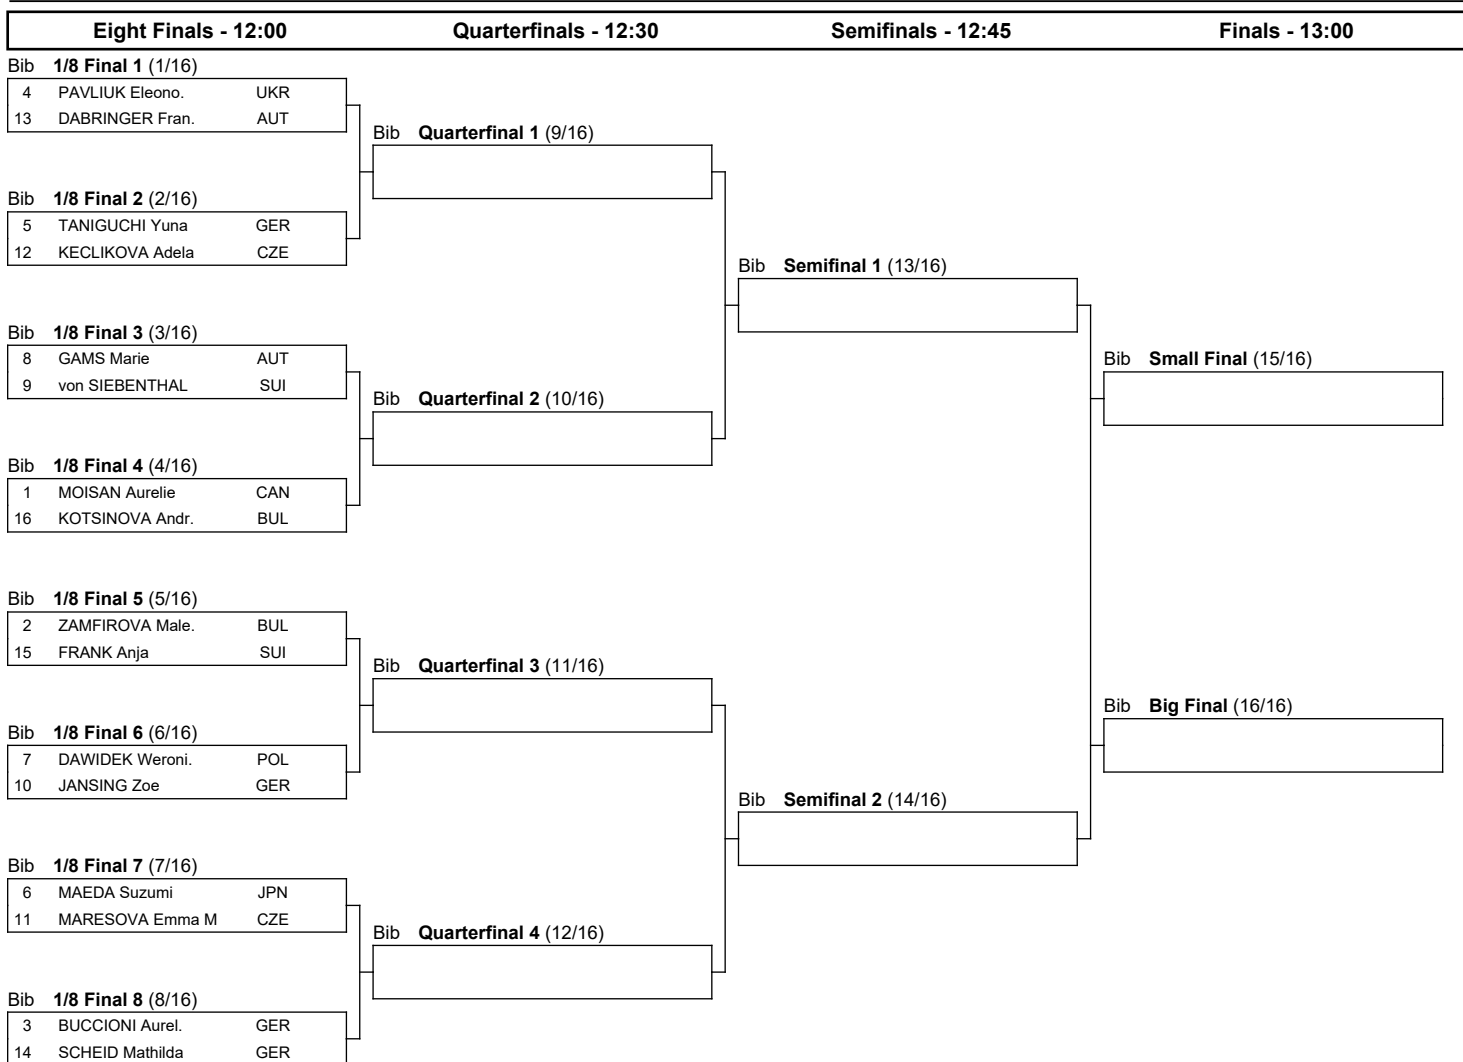 Eight Finals - 12:00 Quarterfinals - 12:30 Semifinals - 12:45 Finals - 13:00
Bib 1/8 Final 1 (1/16)
4 PAVLIUK Eleono. UKR
13 DABRINGER Fran. AUT
Bib Quarterfinal 1 (9/16)
Bib 1/8 Final 2 (2/16)
5 TANIGUCHI Yuna GER
12 KECLIKOVA Adela CZE
Bib Semifinal 1 (13/16)
Bib 1/8 Final 3 (3/16)
8 GAMS Marie AUT
Bib Small Final (15/16)
9 von SIEBENTHAL SUI
Bib Quarterfinal 2 (10/16)
Bib 1/8 Final 4 (4/16)
1 MOISAN Aurelie CAN
16 KOTSINOVA Andr. BUL
Bib 1/8 Final 5 (5/16)
2 ZAMFIROVA Male. BUL
15 FRANK Anja SUI
Bib Quarterfinal 3 (11/16)
Bib Big Final (16/16)
Bib 1/8 Final 6 (6/16)
7 DAWIDEK Weroni. POL
10 JANSING Zoe GER
Bib Semifinal 2 (14/16)
Bib 1/8 Final 7 (7/16)
6 MAEDA Suzumi JPN
11 MARESOVA Emma M CZE
Bib Quarterfinal 4 (12/16)
Bib 1/8 Final 8 (8/16)
3 BUCCIONI Aurel. GER
14 SCHEID Mathilda GER